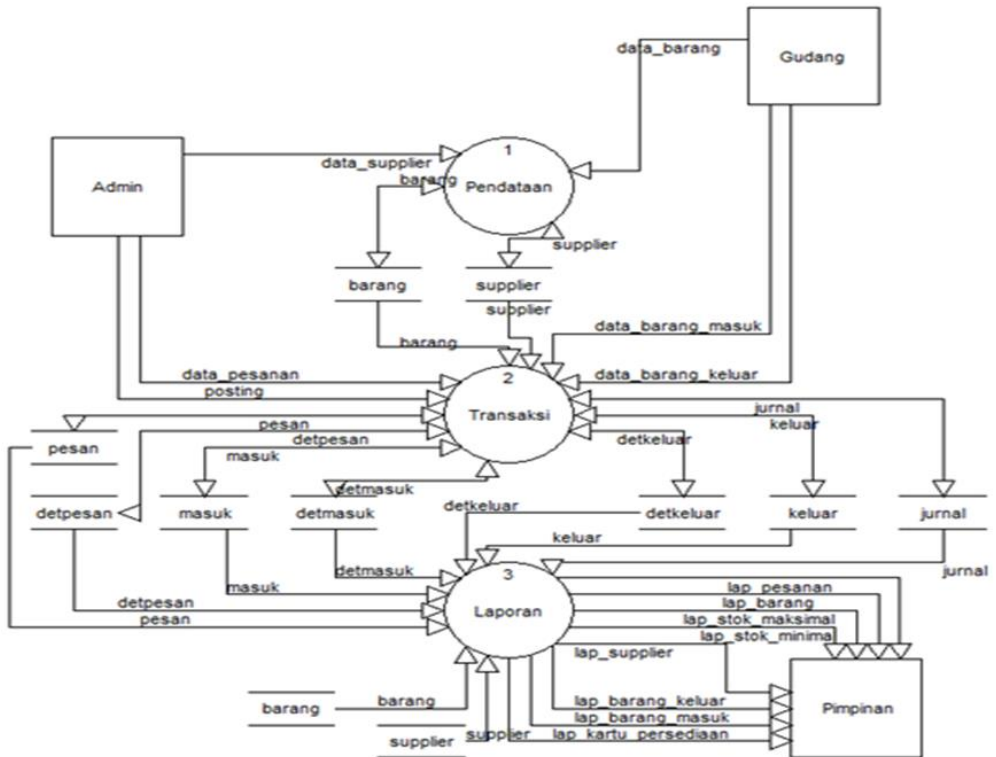 data_barang
Gudang
1
Pendataan
Admin
data_supplier
barang
supplier
barang
supplier
supplier
barang
data_barang_masuk
data_pesanan
posting
data_barang_keluar
2
Transaksi
jurnal
keluar
pesan
detpesan
detkeluar
masuk
pesan
detmasuk
detpesan
masuk
detmasuk
detkeluar
detkeluar
keluar
jurnal
keluar
jurnal
detmasuk
masuk
3
Laporan
detpesan
pesan
lap_pesanan
lap_barang
lap_stok_maksimal
lap_stok_minimal
lap_supplier
barang
barang
lap_barang_keluar
lap_barang_masuk
lap_kartu_persediaan
Pimpinan
supplier
supplier